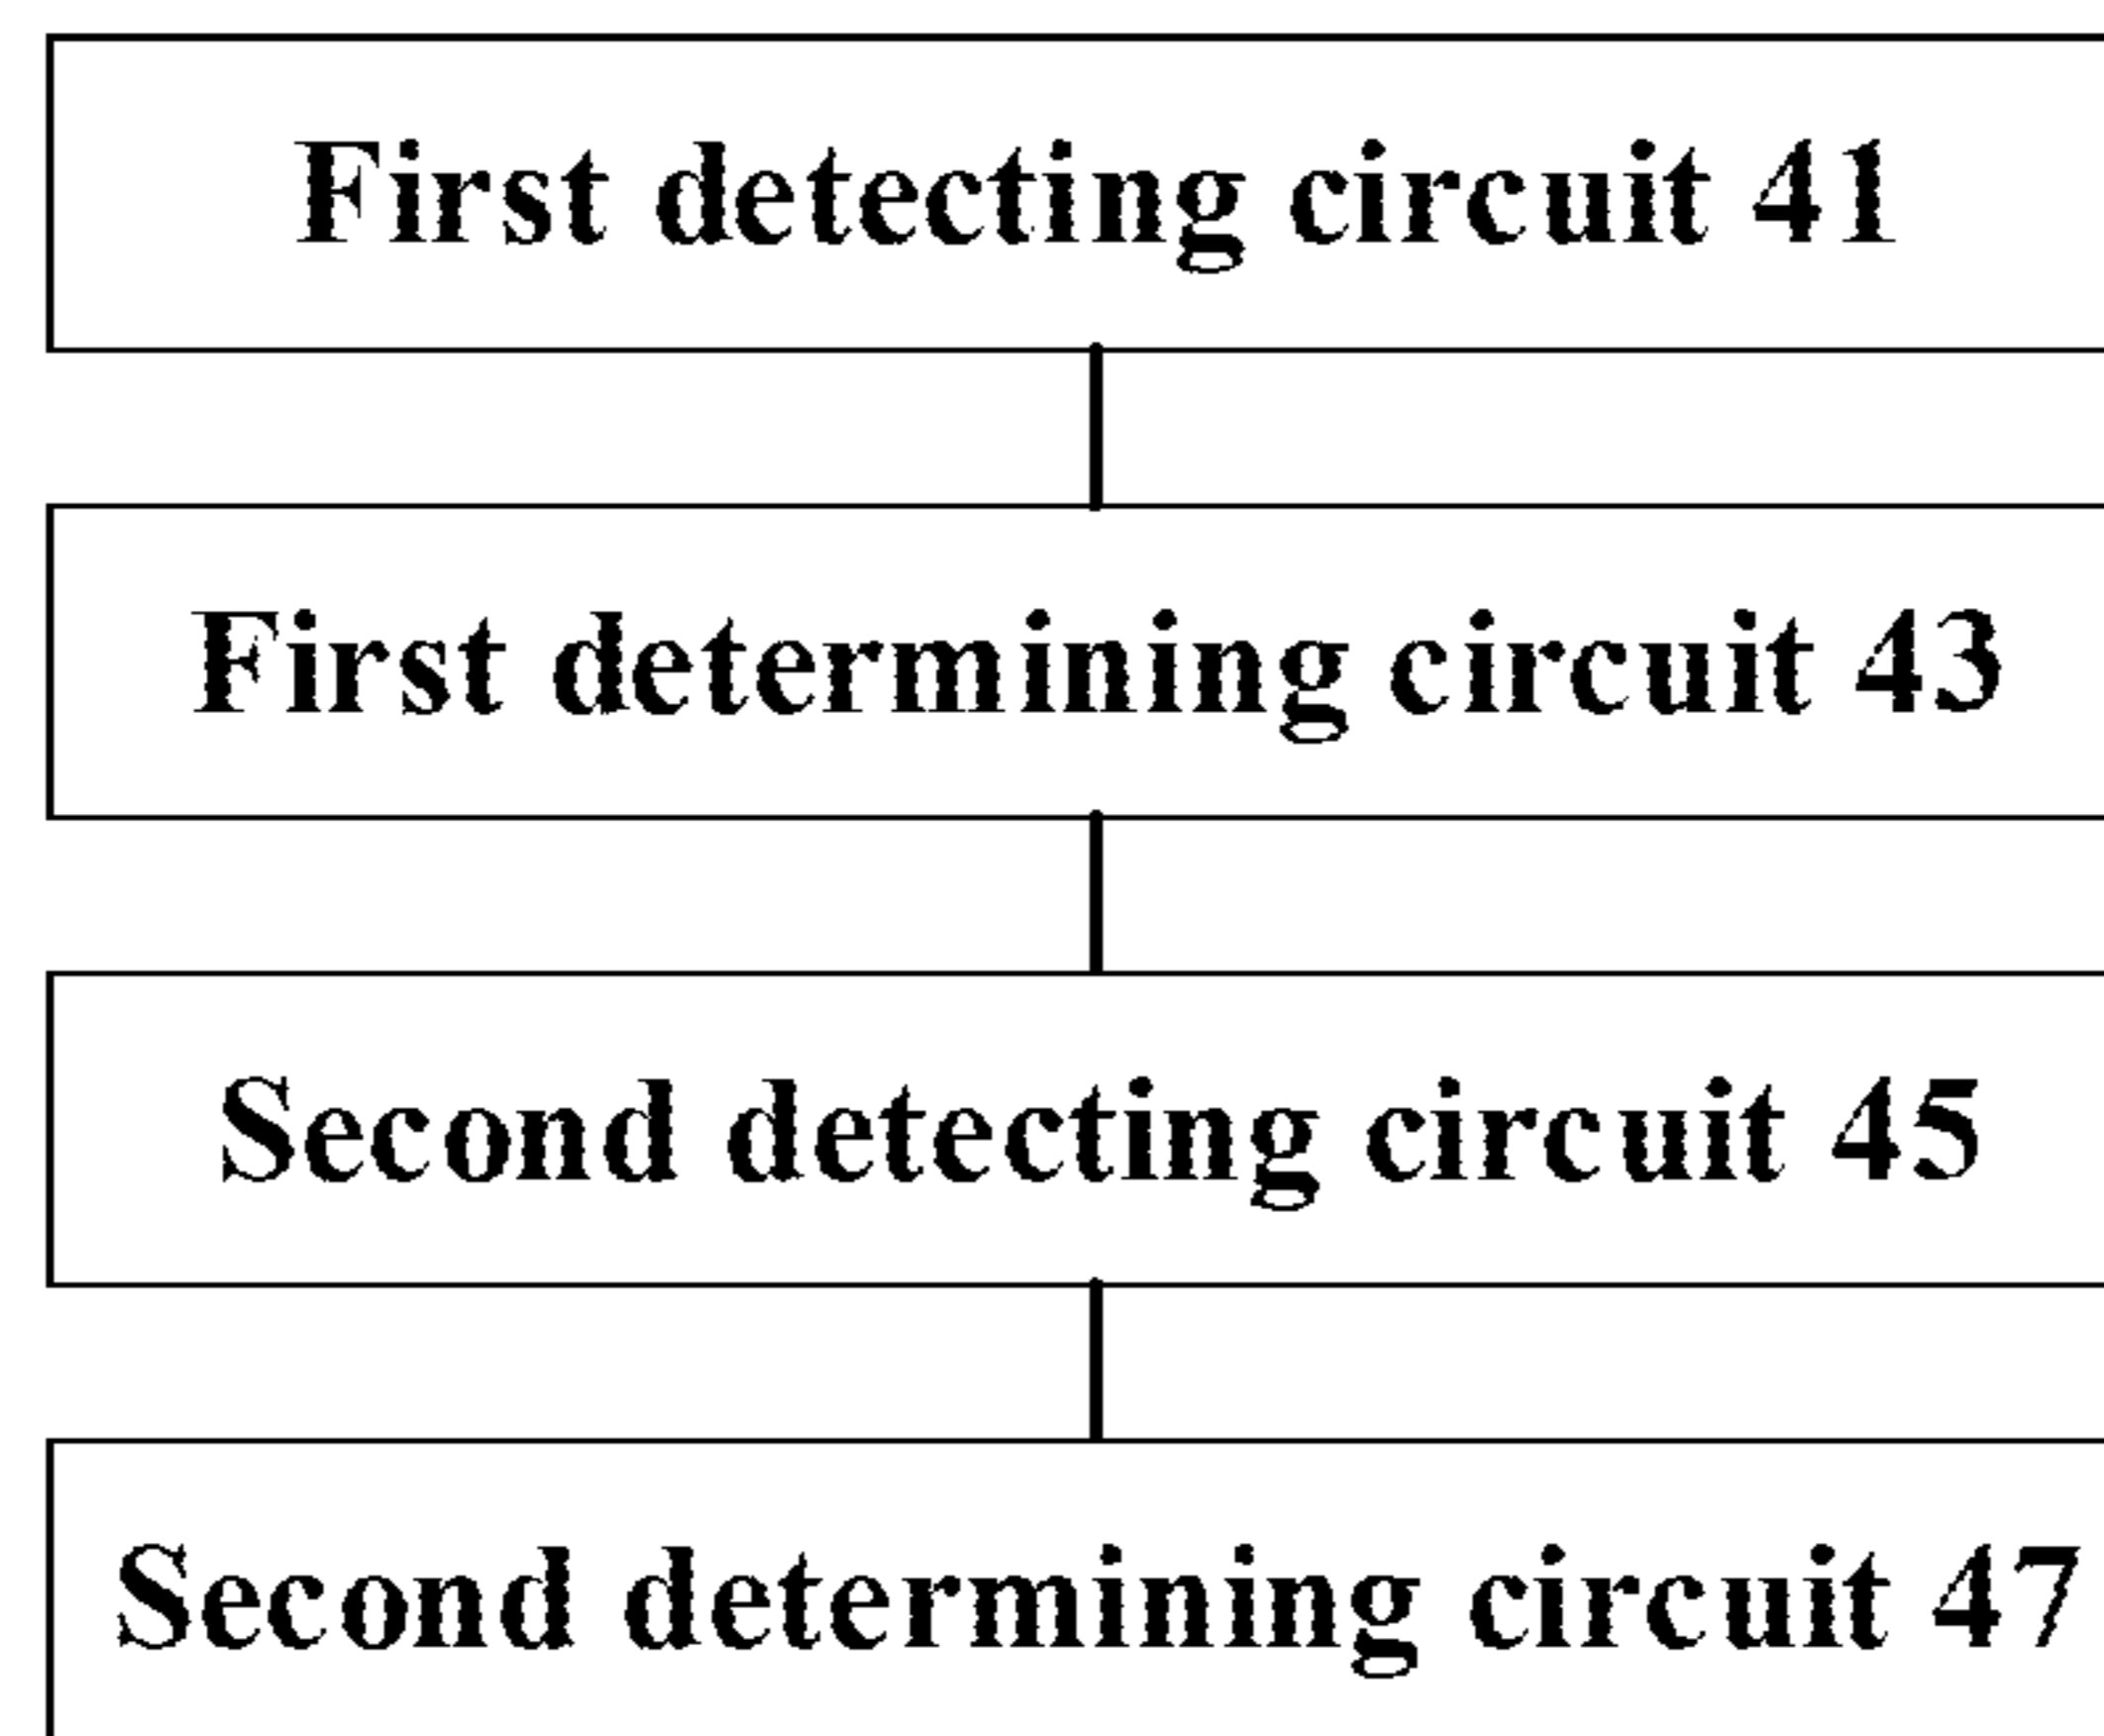 First detecting circuit 41
First determining circuit 43
Second detecting circuit 45
Second determining circuit 47